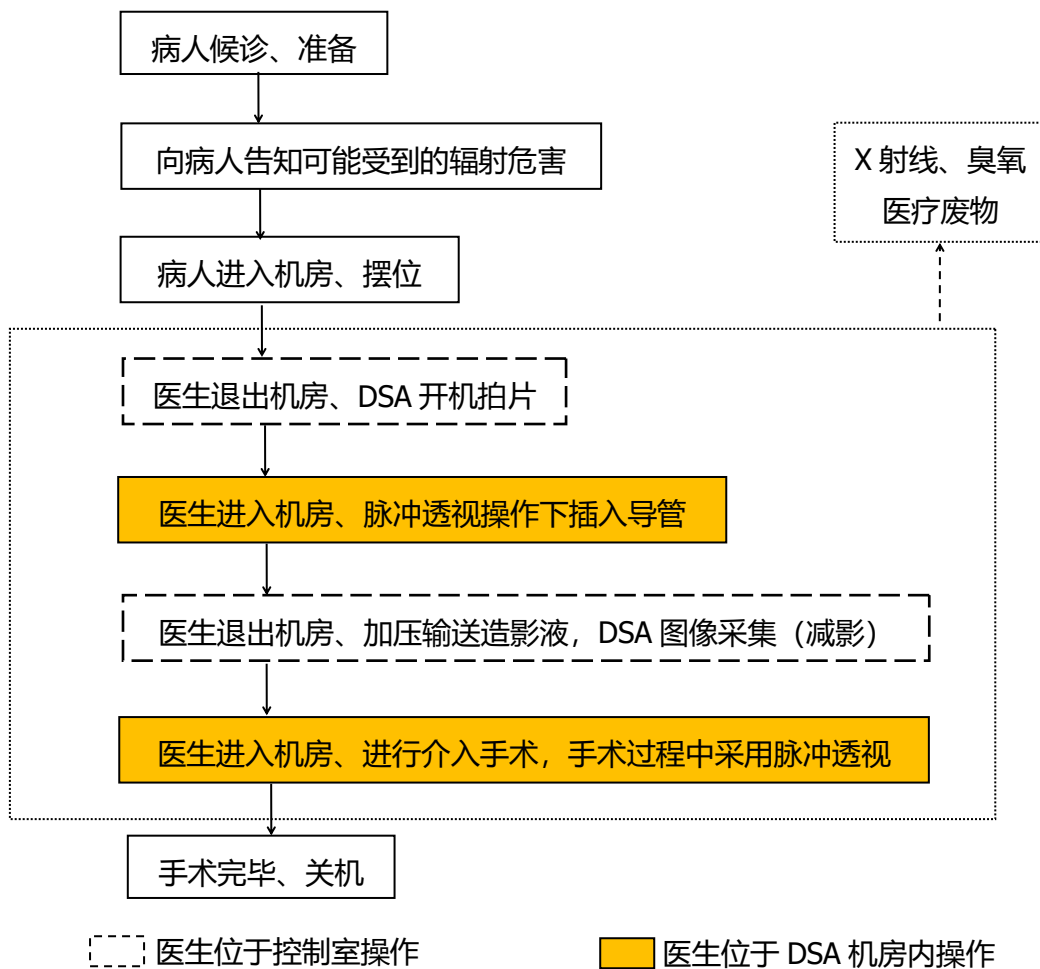 病人候诊、准备
向病人告知可能受到的辐射危害
X 射线、臭氧
医疗废物
病人进入机房、摆位
医生退出机房、DSA 开机拍片
医生进入机房、脉冲透视操作下插入导管
医生退出机房、加压输送造影液，DSA 图像采集（减影）
医生进入机房、进行介入手术，手术过程中采用脉冲透视
手术完毕、关机
医生位于控制室操作
医生位于 DSA 机房内操作